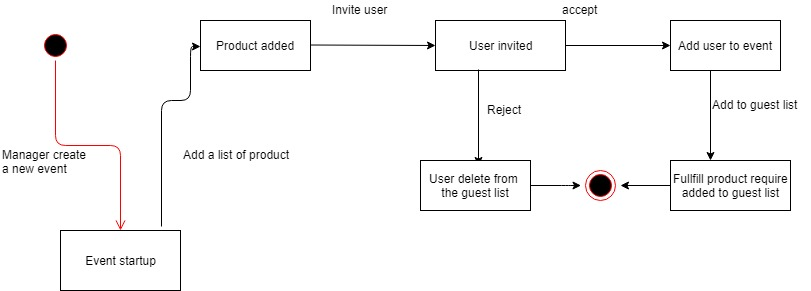 Invite user
accept
Product added
User invited
Add user to event
Reject
Add to guest list
Manager create
a new event
Add a list of product
User delete from
the guest list
Fullfill product require
added to guest list
Event startup